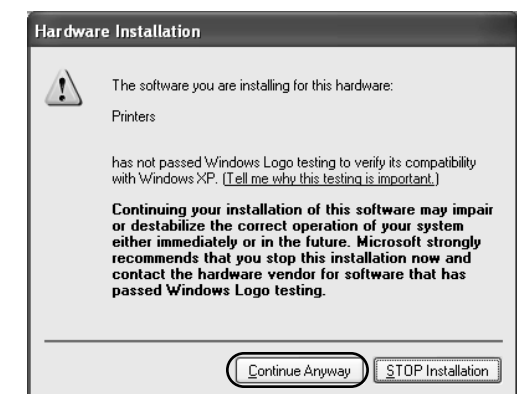 Hardware Installation
The software you are installing for this hardware:
Printers
has not passed Windows Logo testing to verify its compatibility
with Windows XP. (Tell me why this testing is important.)
Continuing your installation of this software may impair
or destabilize the correct operation of your system
either immediately or in the future. Microsoft strongly
recommends that you stop this installation now and
contact the hardware vendor for software that has
passed Windows Logo testing.
Continue Anyway STOP Installation